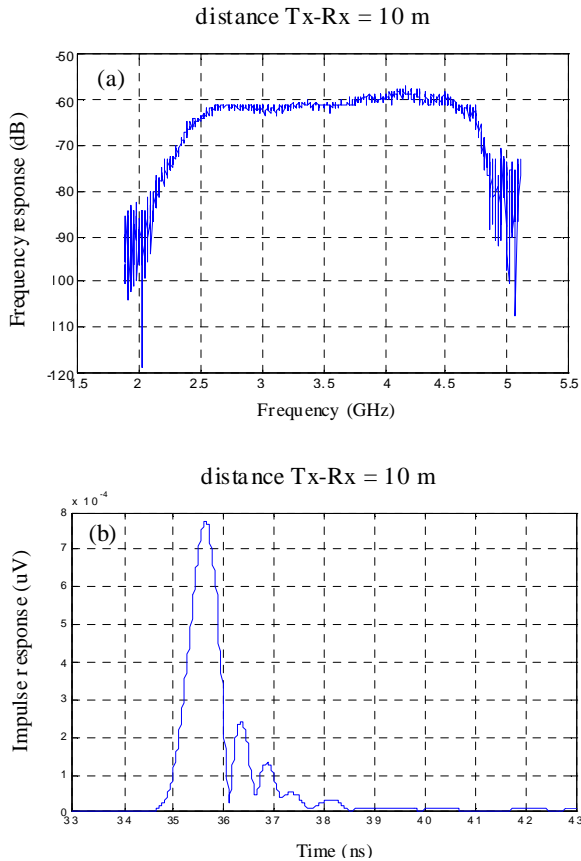 distance Tx-Rx = 10 m
(a)
Frequency response (dB)
-50
-60
-70
80
90
100
110
-120
1.5 2 2.5 3 3.5 4 4.5 5 5.5
Frequency (GHz)
distance Tx-Rx = 10 m
x 10⁻⁴
(b)
Impulse response (uV)
8
7
6
5
4
3
2
1
0
33 34 35 36 37 38 39 40 41 42 43
Time (ns)